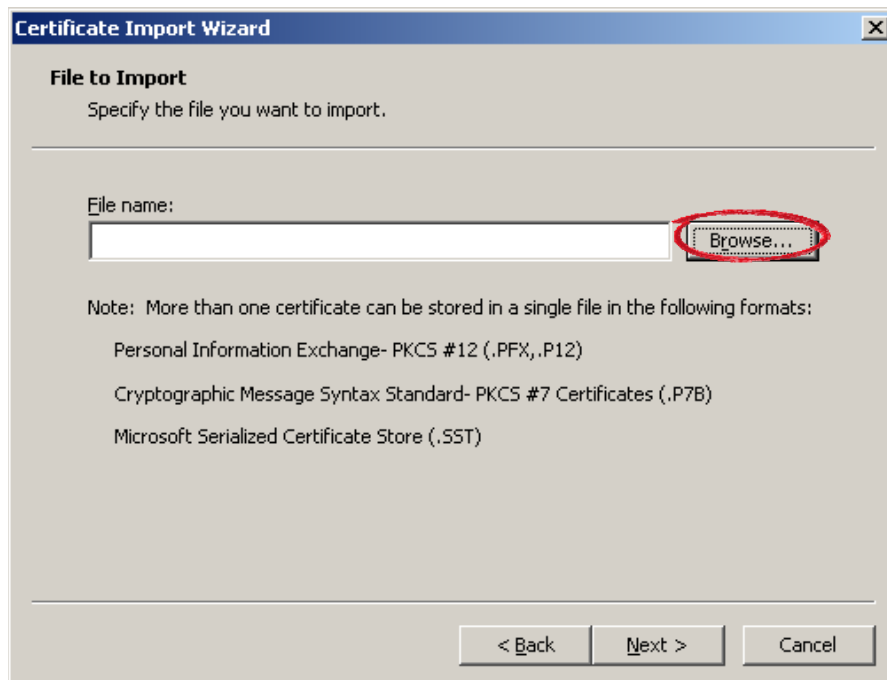 Certificate Import Wizard
File to Import
Specify the file you want to import.
File name:
Browse...
Note: More than one certificate can be stored in a single file in the following formats:
Personal Information Exchange- PKCS #12 (.PFX,.P12)
Cryptographic Message Syntax Standard- PKCS #7 Certificates (.P7B)
Microsoft Serialized Certificate Store (.SST)
< Back Next > Cancel